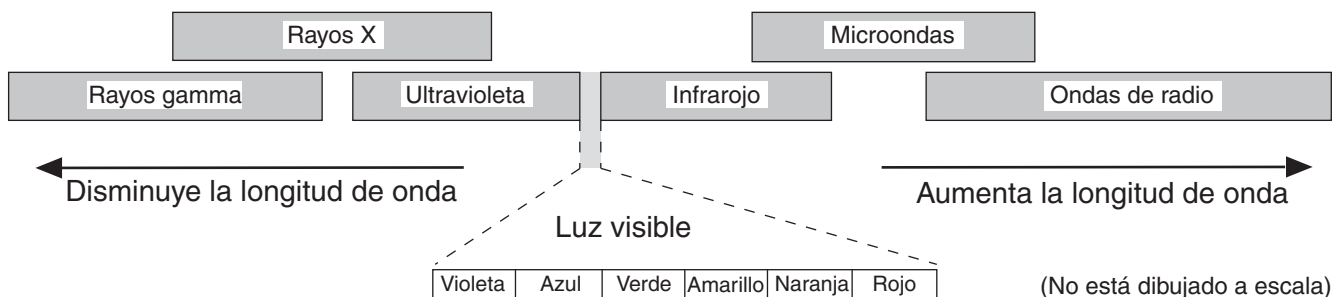 Rayos X
Microondas
Rayos gamma
Ultravioleta
Infrarojo
Ondas de radio
Disminuye la longitud de onda
Aumenta la longitud de onda
Luz visible
Violeta Azul Verde Amarillo Naranja Rojo
(No está dibujado a escala)